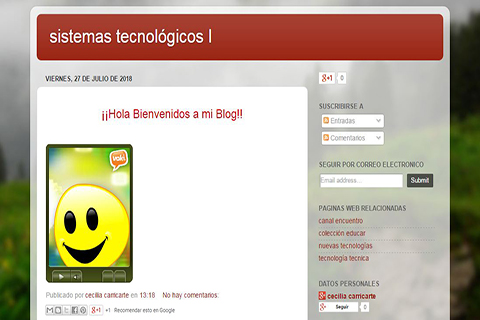 sistemas tecnológicos I
VIERNES, 27 DE JULIO DE 2018
¡¡Hola Bienvenidos a mi Blog!!
voki
Publicado por cecilia carricarte en 13:18 No hay comentarios:
+1 Recomendar esto en Google
g+1 0
SUSCRIBIRSE A
Entradas
Comentarios
SEGUIR POR CORREO ELECTRONICO
Email address... Submit
PAGINAS WEB RELACIONADAS
canal encuentro
colección educar
nuevas tecnologías
tecnología tecnica
DATOS PERSONALES
cecilia carricarte
Seguir 0